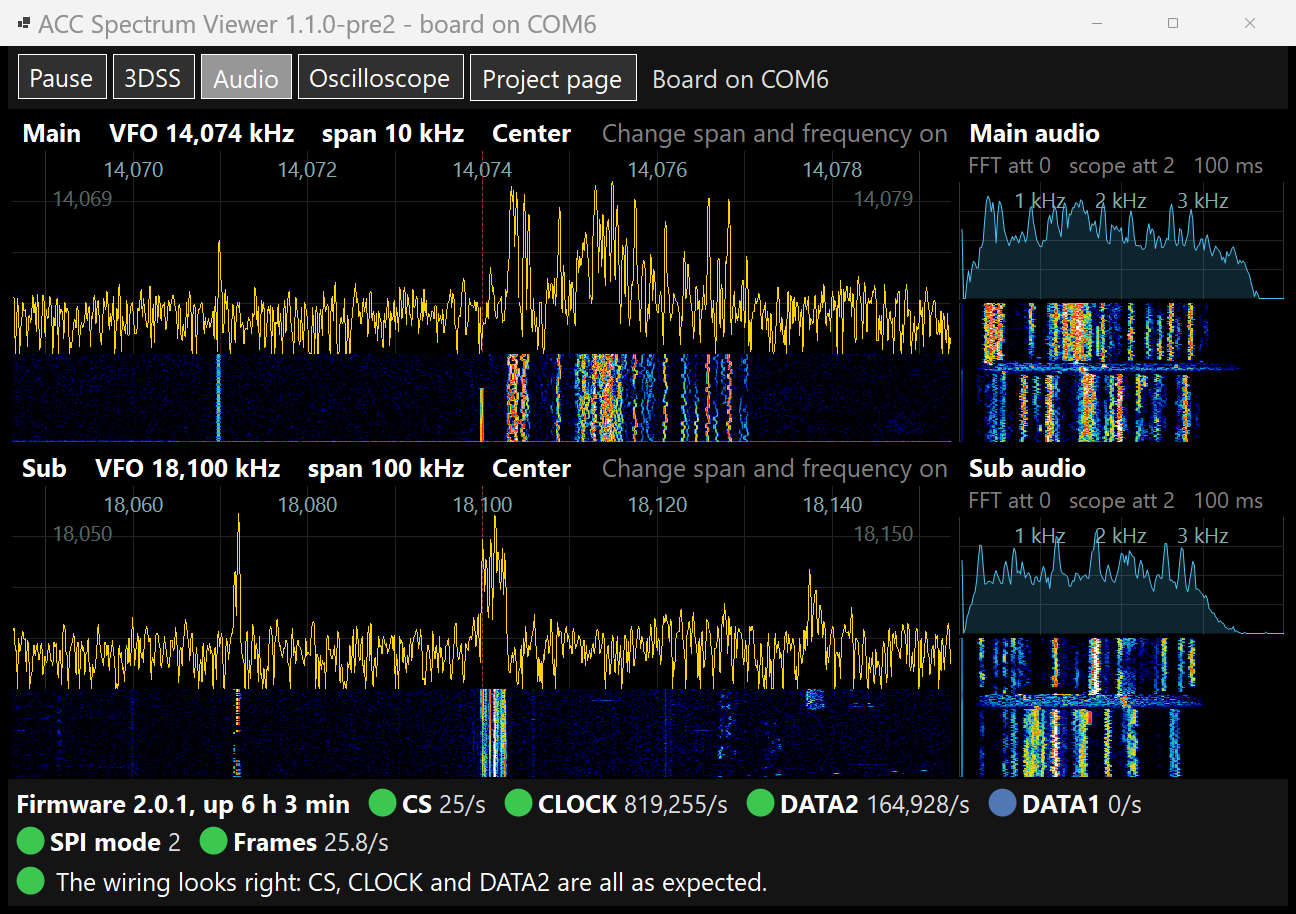 ACC Spectrum Viewer 1.1.0-pre2 - board on COM6
Pause 3DSS Audio Oscilloscope Project page Board on COM6
Main VFO 14,074 kHz span 10 kHz Center Change span and frequency on
14,070 14,072 14,074 14,076 14,078
14,069 14,079
Main audio
FFT att 0 scope att 2 100 ms
1 kHz 2 kHz 3 kHz
Sub VFO 18,100 kHz span 100 kHz Center Change span and frequency on
18,060 18,080 18,100 18,120 18,140
18,050 18,150
Sub audio
FFT att 0 scope att 2 100 ms
1 kHz 2 kHz 3 kHz
Firmware 2.0.1, up 6 h 3 min CS 25/s CLOCK 819,255/s DATA2 164,928/s DATA1 0/s
SPI mode 2 Frames 25.8/s
The wiring looks right: CS, CLOCK and DATA2 are all as expected.